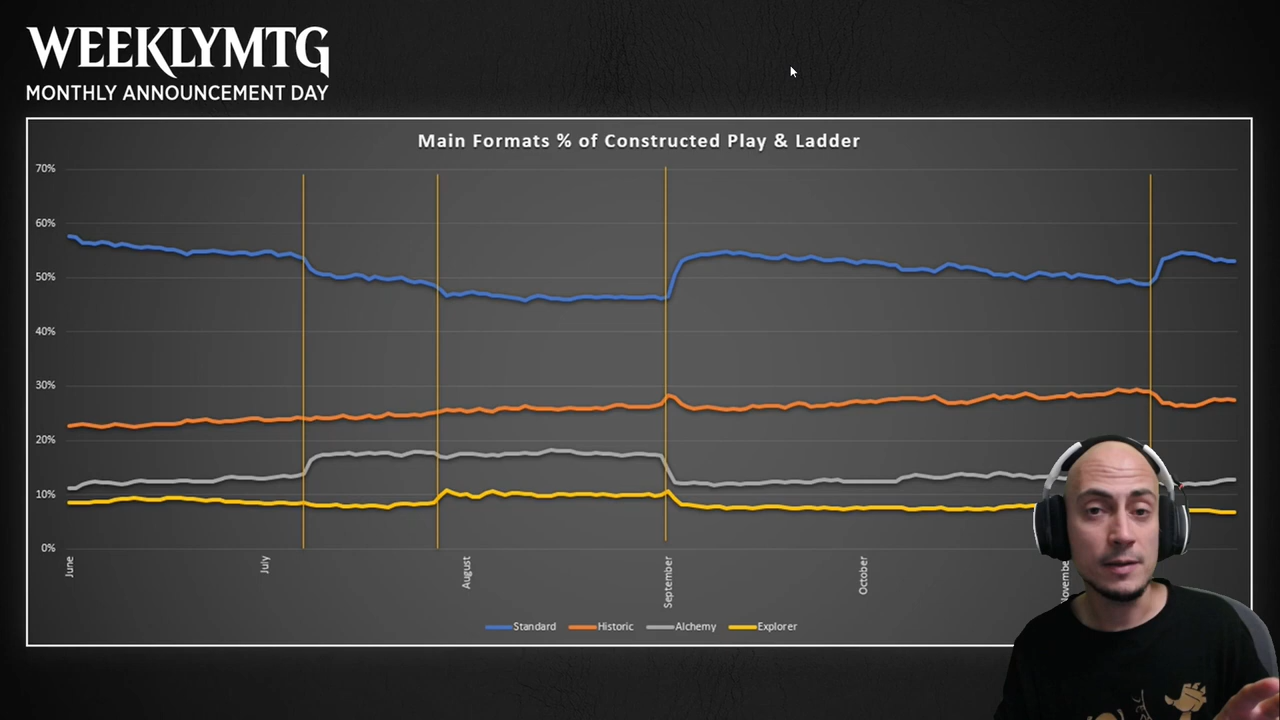 WEEKLYMTG
MONTHLY ANNOUNCEMENT DAY
Main Formats % of Constructed Play & Ladder
70%
60%
50%
40%
30%
20%
10%
0%
June
July
August
September
October
Standard
Historic
Alchemy
Explorer